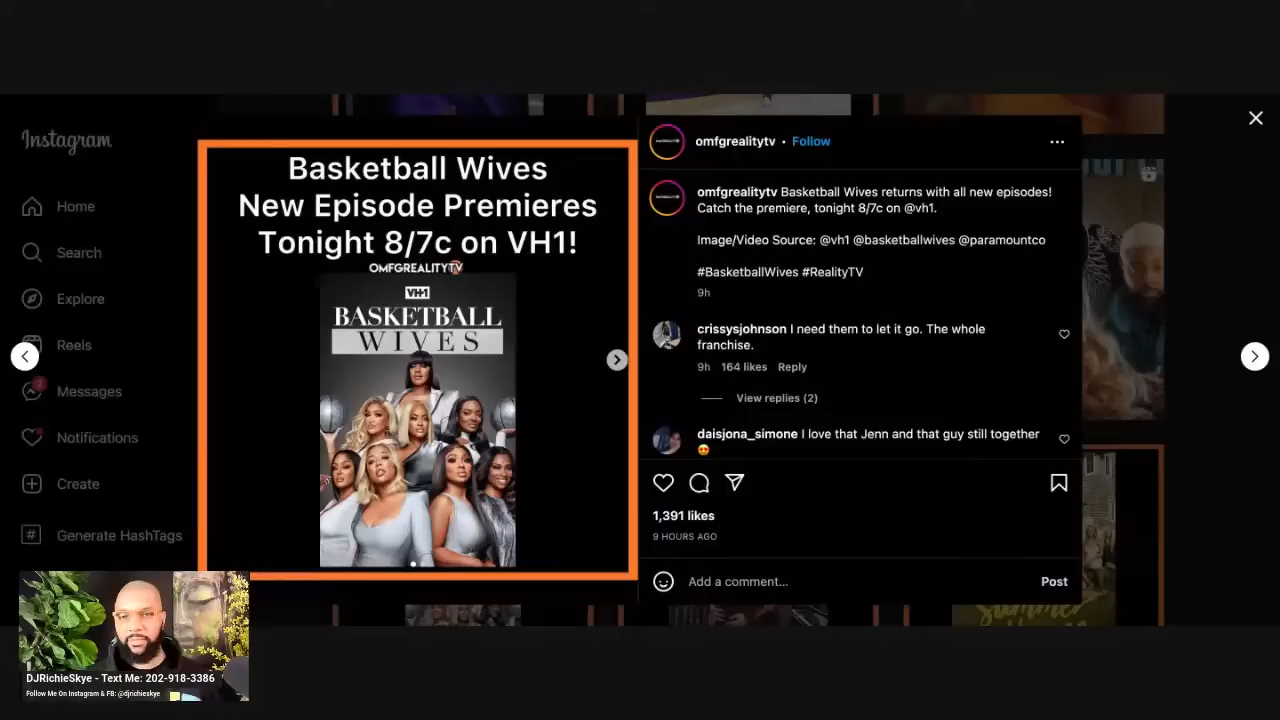 Instagram
Home
Search
Explore
Reels
Messages
Notifications
Create
# Generate HashTags
Basketball Wives
New Episode Premieres
Tonight 8/7c on VH1!
OMFGREALITYTV
VH1
BASKETBALL
WIVES
omfgrealitytv • Follow
omfgrealitytv Basketball Wives returns with all new episodes!
Catch the premiere, tonight 8/7c on @vh1.
Image/Video Source: @vh1 @basketballwives @paramountco
#BasketballWives #RealityTV
9h
crissysjohnson I need them to let it go. The whole
franchise.
9h 164 likes Reply
View replies (2)
daisjona_simone I love that Jenn and that guy still together
😍
1,391 likes
9 HOURS AGO
Add a comment...
Post
DJRichieSkye - Text Me: 202-918-3386
Follow Me On Instagram & FB: @djrichieskye